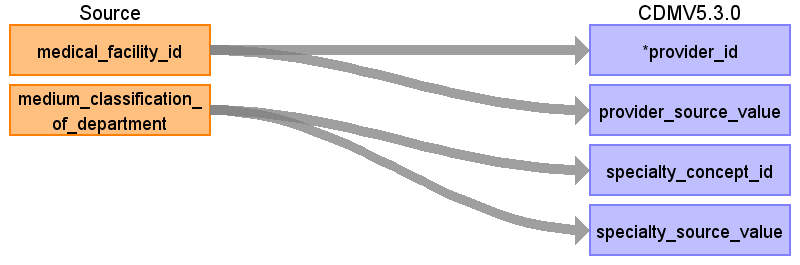 Source
CDMV5.3.0
medical_facility_id
*provider_id
medium_classification_
of_department
provider_source_value
specialty_concept_id
specialty_source_value